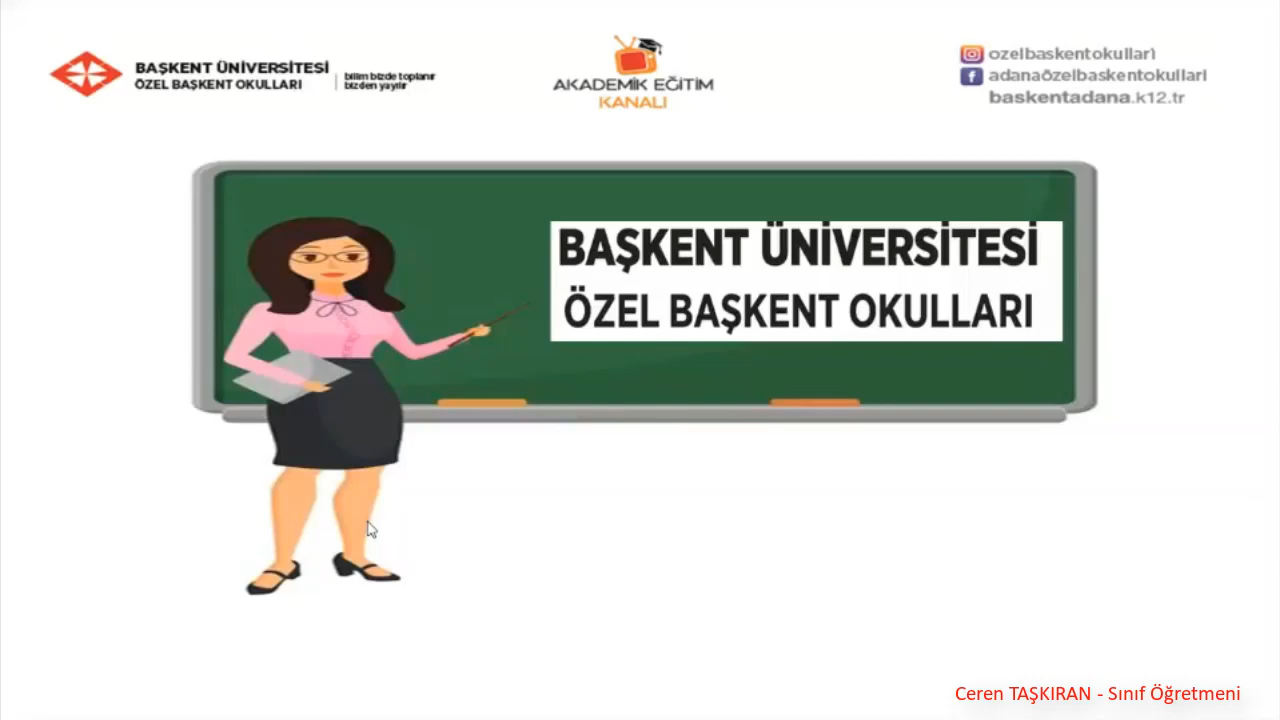 BAŞKENT ÜNİVERSİTESİ
ÖZEL BAŞKENT OKULLARI
bilim bizde toplanır
bizden yayılır
AKADEMİK EĞİTİM
KANALI
ozelbaskentokullari
adanaözelbaskentokullari
baskentadana.k12.tr
BAŞKENT ÜNİVERSİTESİ
ÖZEL BAŞKENT OKULLARI
Ceren TAŞKIRAN - Sınıf Öğretmeni